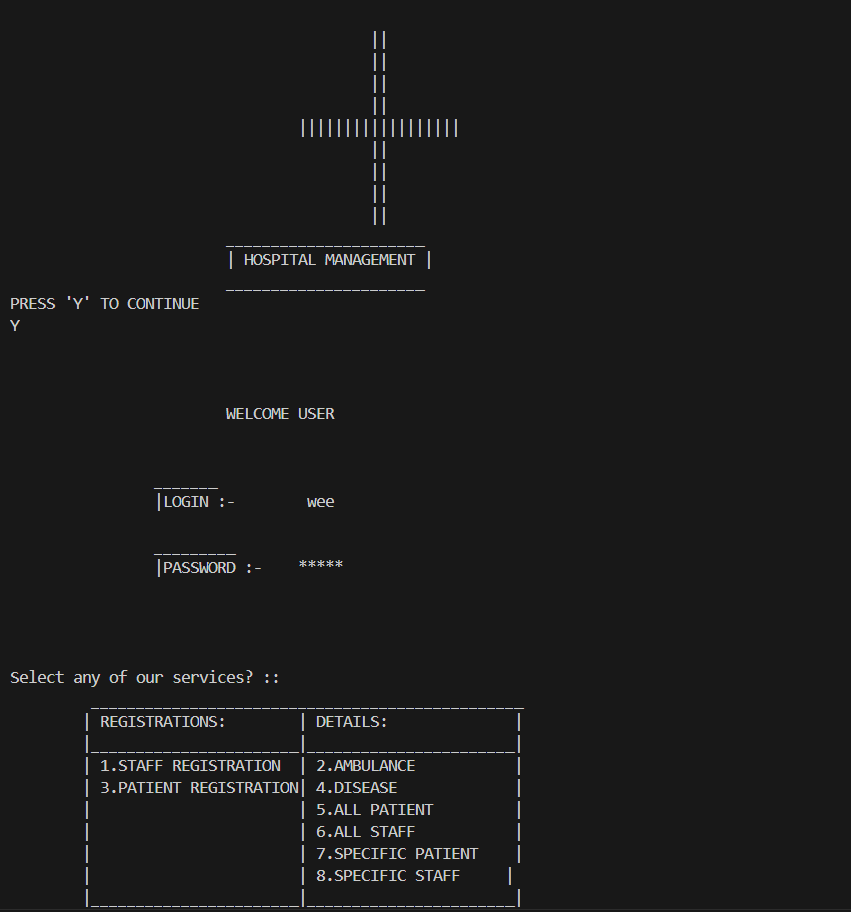 HOSPITAL MANAGEMENT
PRESS 'Y' TO CONTINUE
Y
WELCOME USER
LOGIN :- wee
PASSWORD :- *****
Select any of our services? ::
REGISTRATIONS: | DETAILS:
1.STAFF REGISTRATION | 2.AMBULANCE
3.PATIENT REGISTRATION| 4.DISEASE
5.ALL PATIENT
6.ALL STAFF
7.SPECIFIC PATIENT
8.SPECIFIC STAFF